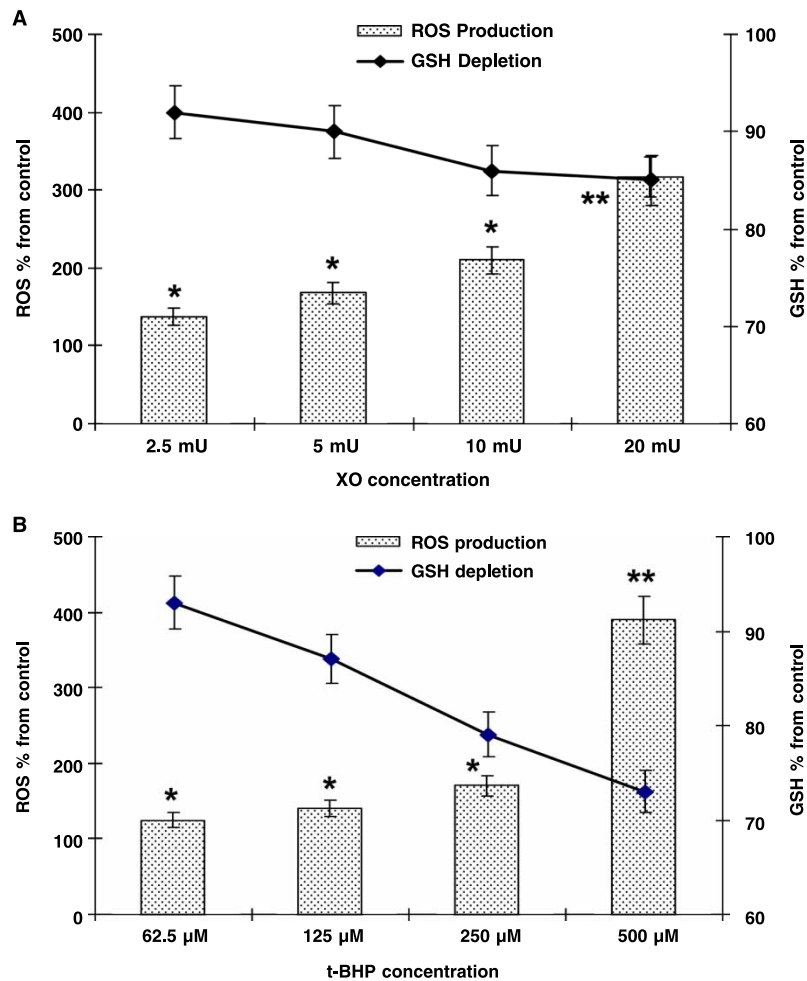 A
ROS Production
GSH Depletion
500
400
300
200
100
0
ROS % from control
100
90
80
70
60
GSH % from control
*
*
*
**
2.5 mU
5 mU
10 mU
20 mU
XO concentration
B
ROS production
GSH depletion
500
400
300
200
100
0
ROS % from control
100
90
80
70
60
GSH % from control
*
*
*
**
62.5 µM
125 µM
250 µM
500 µM
t-BHP concentration